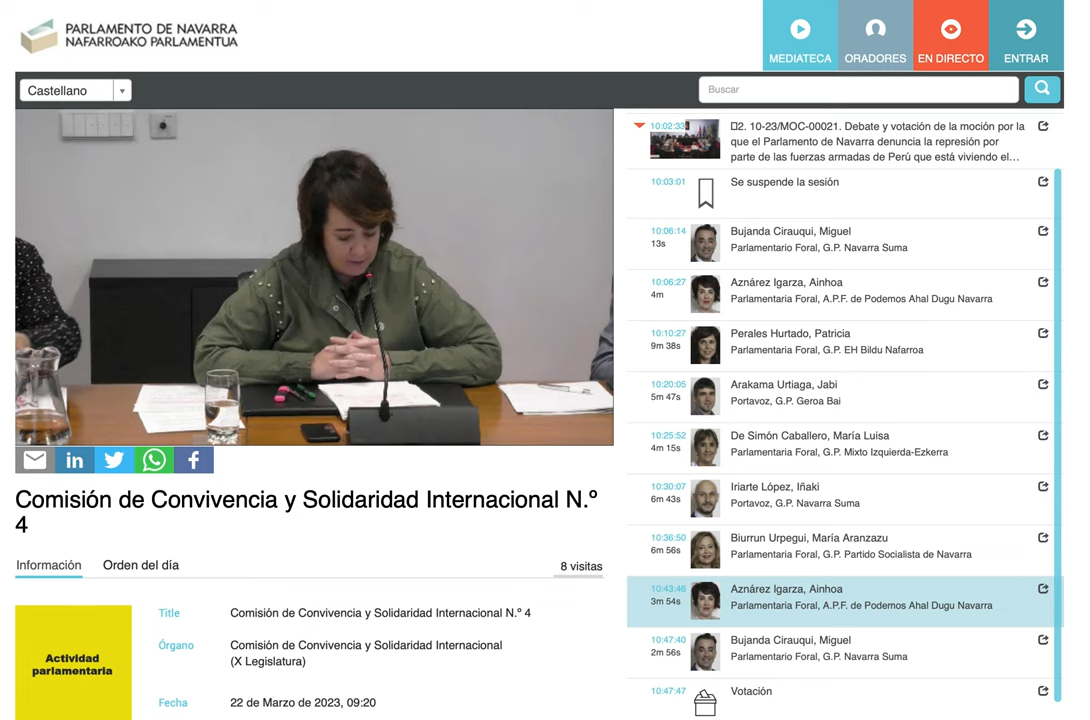 PARLAMENTO DE NAVARRA
NAFARROAKO PARLAMENTUA
MEDIATECA
ORADORES
EN DIRECTO
ENTRAR
Castellano
Buscar
10:02:33
2. 10-23/MOC-00021. Debate y votación de la moción por la
que el Parlamento de Navarra denuncia la represión por
parte de las fuerzas armadas de Perú que está viviendo el…
10:03:01
Se suspende la sesión
10:06:14
13s
Bujanda Cirauqui, Miguel
Parlamentario Foral, G.P. Navarra Suma
10:06:27
4m
Aznárez Igarza, Ainhoa
Parlamentaria Foral, A.P.F. de Podemos Ahal Dugu Navarra
10:10:27
9m 38s
Perales Hurtado, Patricia
Parlamentaria Foral, G.P. EH Bildu Nafarroa
10:20:05
5m 47s
Arakama Urtiaga, Jabi
Portavoz, G.P. Geroa Bai
10:25:52
4m 15s
De Simón Caballero, María Luisa
Parlamentaria Foral, G.P. Mixto Izquierda-Ezkerra
10:30:07
6m 43s
Iriarte López, Iñaki
Portavoz, G.P. Navarra Suma
10:36:50
6m 56s
Biurrun Urpegui, María Aranzazu
Parlamentaria Foral, G.P. Partido Socialista de Navarra
10:43:46
3m 54s
Aznárez Igarza, Ainhoa
Parlamentaria Foral, A.P.F. de Podemos Ahal Dugu Navarra
10:47:40
2m 56s
Bujanda Cirauqui, Miguel
Parlamentario Foral, G.P. Navarra Suma
10:47:47
Votación
in
f
Comisión de Convivencia y Solidaridad Internacional N.º
4
Información
Orden del día
8 visitas
Actividad
parlamentaria
Title
Comisión de Convivencia y Solidaridad Internacional N.º 4
Órgano
Comisión de Convivencia y Solidaridad Internacional
(X Legislatura)
Fecha
22 de Marzo de 2023, 09:20